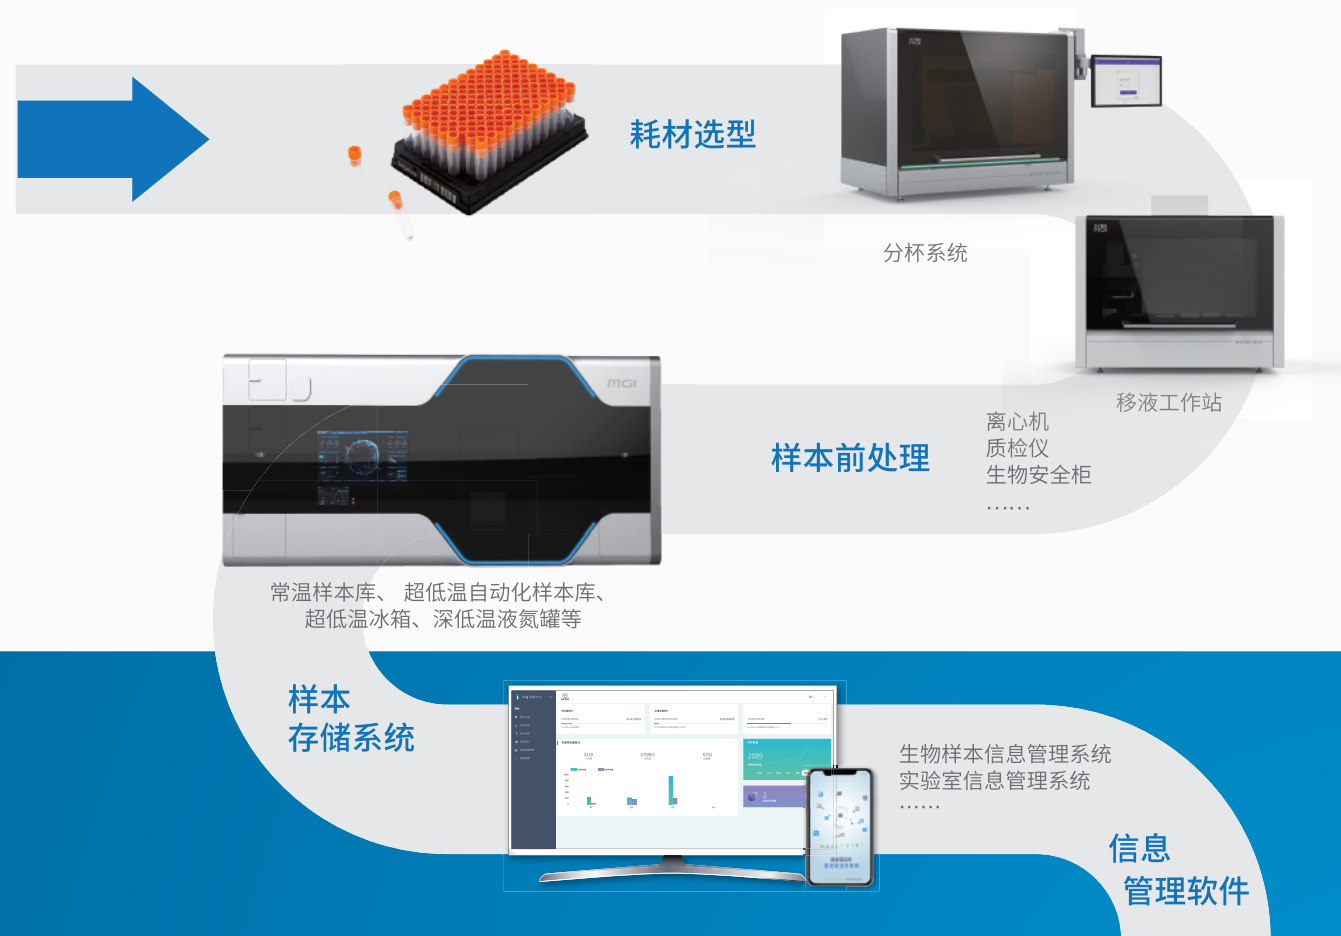 耗材选型
分杯系统
移液工作站
离心机
质检仪
生物安全柜
......
样本前处理
MGI
常温样本库、 超低温自动化样本库、
超低温冰箱、深低温液氮罐等
样本
存储系统
生物样本信息管理系统
实验室信息管理系统
......
信息
管理软件